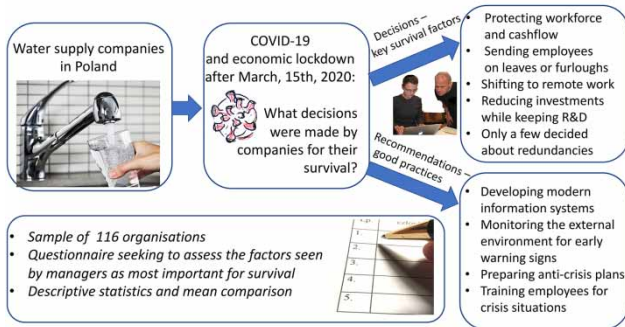 Water supply companies
in Poland
COVID-19
and economic lockdown
after March, 15th, 2020:
What decisions
were made by
companies for their
survival?
Decisions –
key survival factors
• Protecting workforce
and cashflow
• Sending employees
on leaves or furloughs
• Shifting to remote work
• Reducing investments
while keeping R&D
• Only a few decided
about redundancies
Recommendations –
good practices
• Developing modern
information systems
• Monitoring the external
environment for early
warning signs
• Preparing anti-crisis plans
• Training employees for
crisis situations
• Sample of 116 organisations
• Questionnaire seeking to assess the factors seen
by managers as most important for survival
• Descriptive statistics and mean comparison
1.
2.
3.
4.
5.